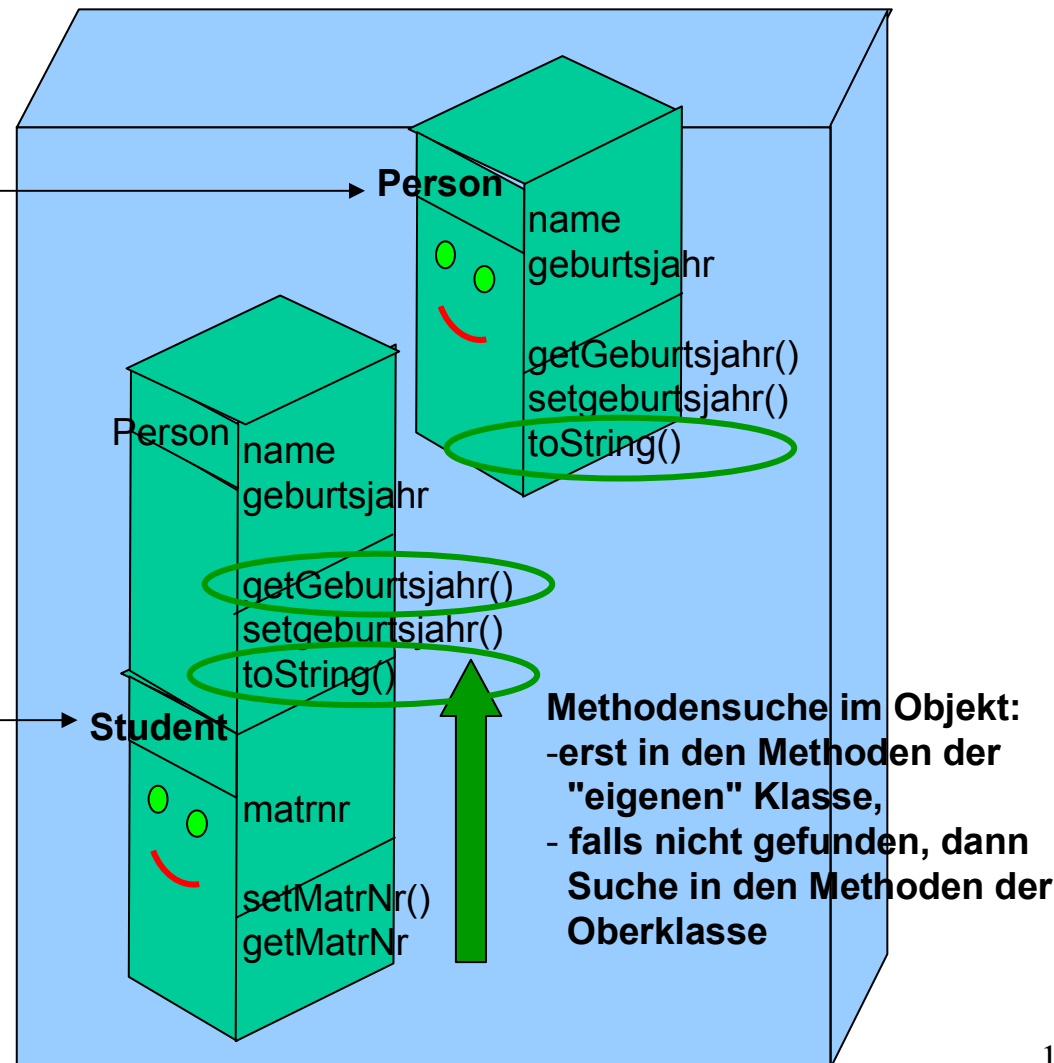 Person
name
geburtsjahr
getGeburtsjahr()
setgeburtsjahr()
toString()
Person
name
geburtsjahr
getGeburtsjahr()
setgeburtsjahr()
toString()
Student
matrnr
setMatrNr()
getMatrNr
Methodensuche im Objekt:
-erst in den Methoden der
"eigenen" Klasse,
- falls nicht gefunden, dann
Suche in den Methoden der
Oberklasse
1